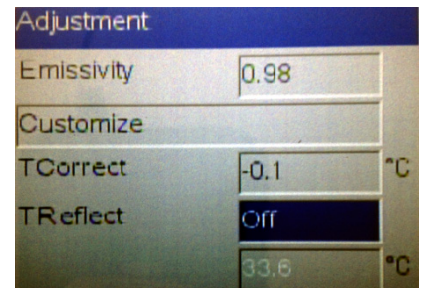 Adjustment
Emissivity 0.98
Customize
TCorrect -0.1 °C
TReflect Off
33.6 °C